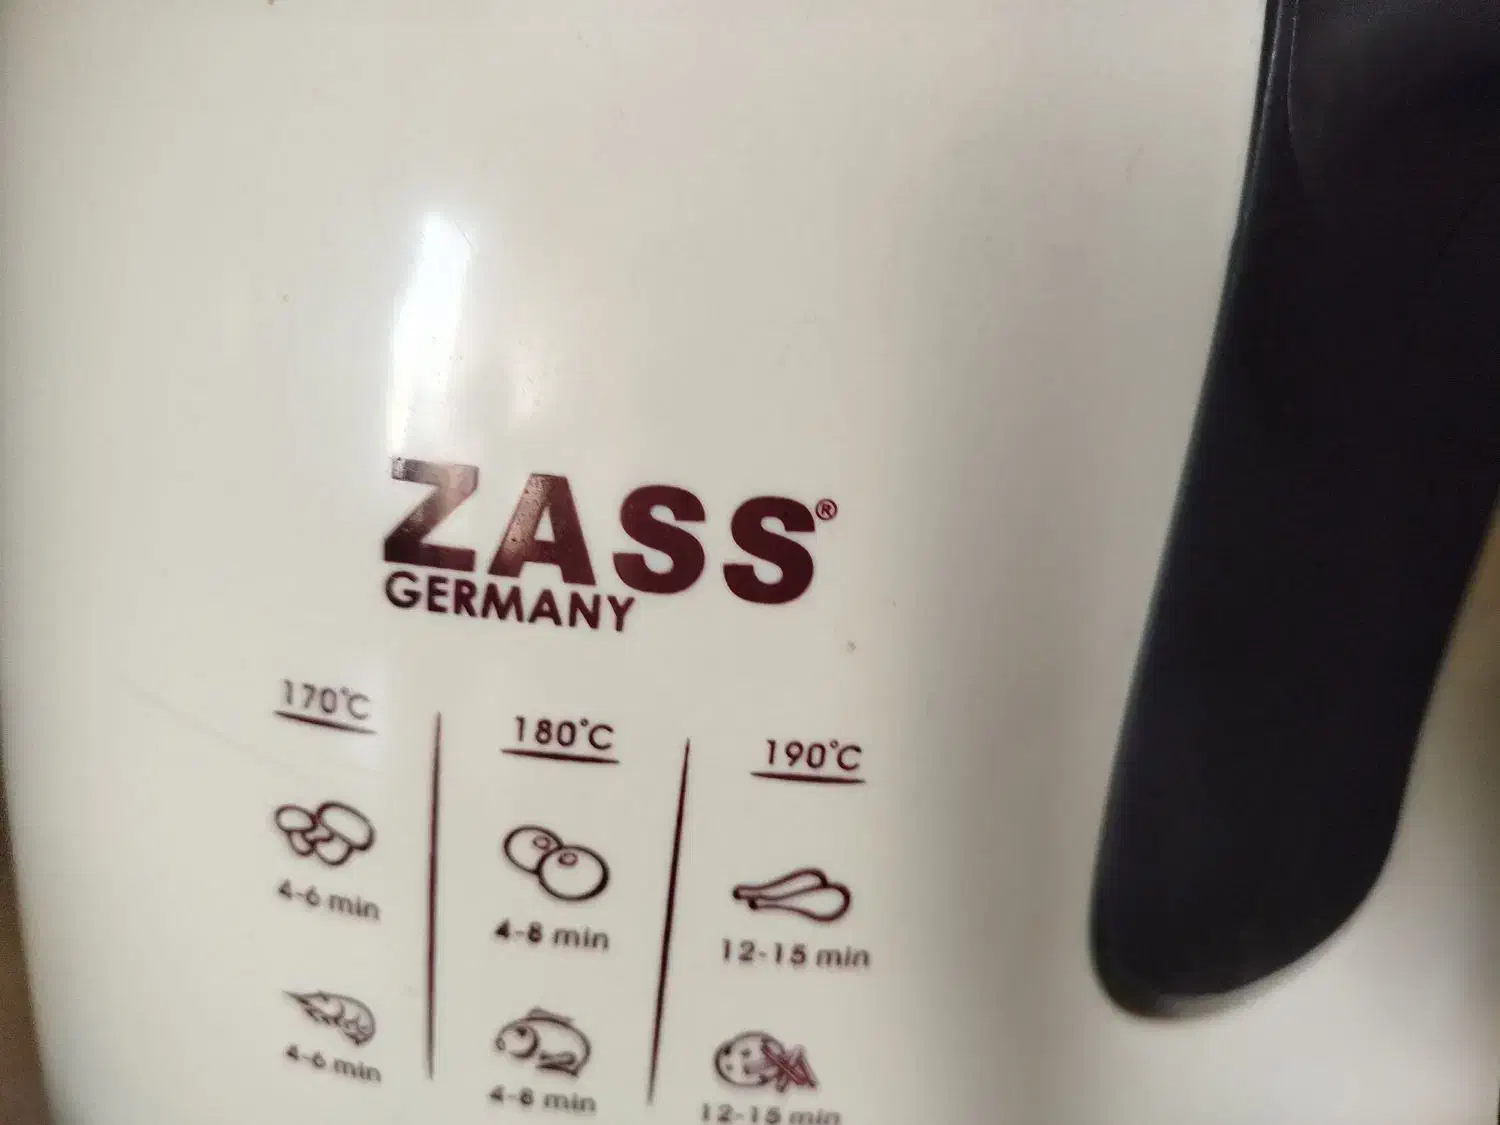 ZASS®
GERMANY
170°C
180°C
190°C
4-6 min
4-8 min
12-15 min
4-6 min
4-8 min
12-15 min